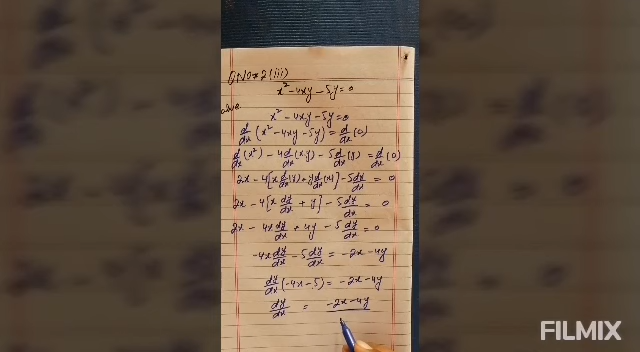 Q No # 2 (iii)
x² - 4xy - 5y = 0
solve
x² - 4xy - 5y = 0
d/dx (x² - 4xy - 5y) = d/dx (0)
d/dx (x²) - 4 d/dx (xy) - 5 d/dx (y) = d/dx (0)
2x - 4[x d/dx (y) + y d/dx (x)] - 5 dy/dx = 0
2x - 4[x dy/dx + y] - 5 dy/dx = 0
2x - 4x dy/dx + 4y - 5 dy/dx = 0
-4x dy/dx - 5 dy/dx = -2x - 4y
dy/dx (-4x - 5) = -2x - 4y
dy/dx = -2x - 4y
FILMIX